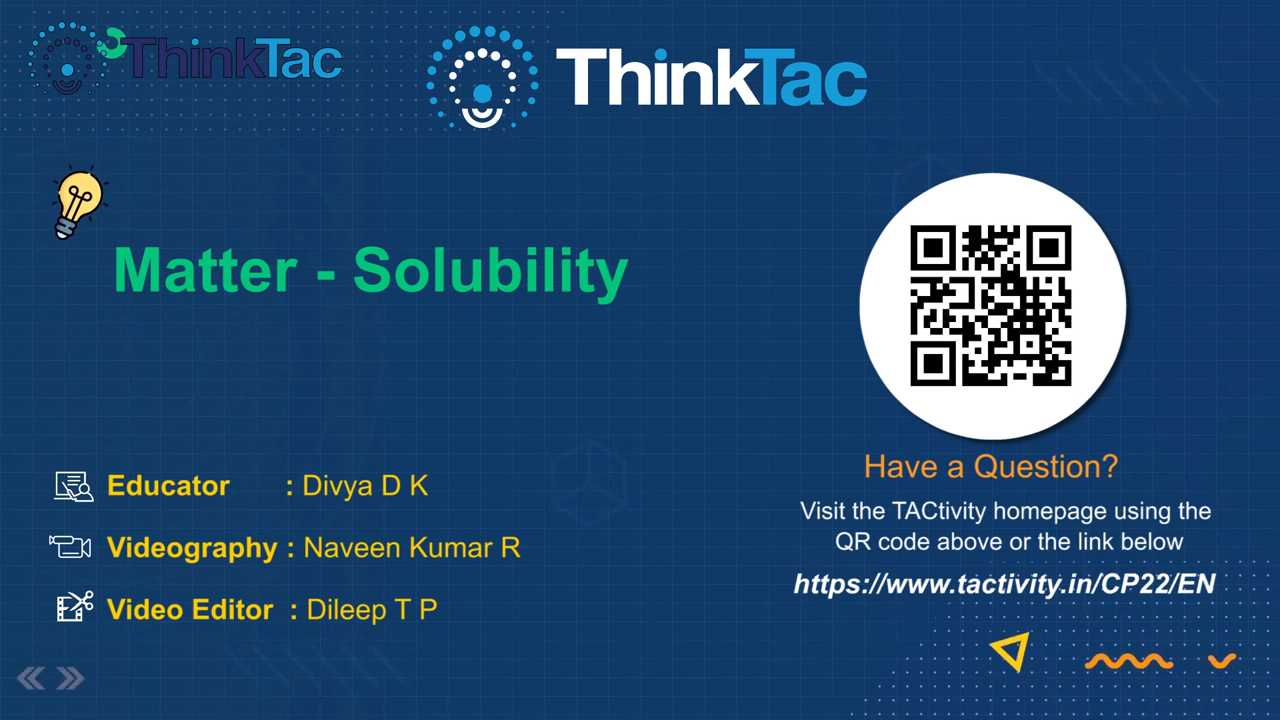 ThinkTac
ThinkTac
Matter - Solubility
Educator : Divya D K
Videography : Naveen Kumar R
Video Editor : Dileep T P
Have a Question?
Visit the TACtivity homepage using the
QR code above or the link below
https://www.tactivity.in/CP22/EN